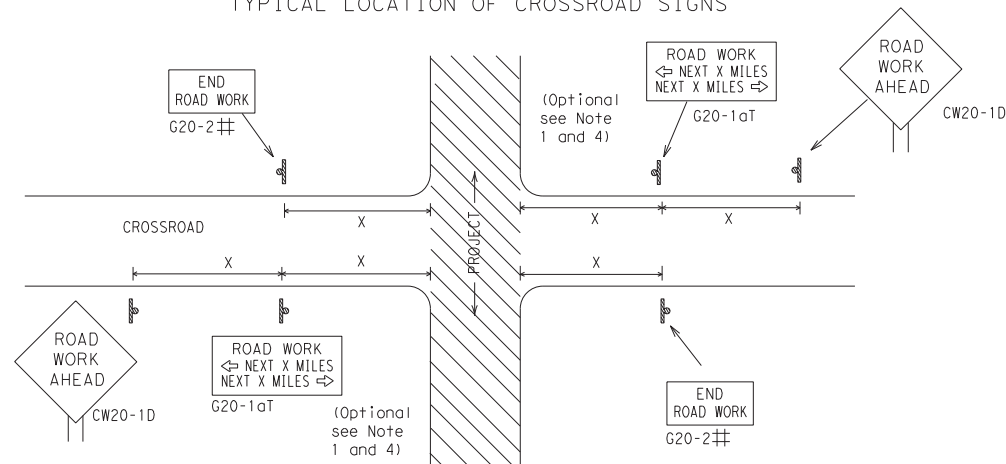 TYPICAL LOCATION OF CROSSROAD SIGNS
END
ROAD WORK
G20-2#
ROAD WORK
⇦ NEXT X MILES
NEXT X MILES ⇨
G20-1aT
(Optional
see Note
1 and 4)
ROAD
WORK
AHEAD
CW20-1D
X
X
X
CROSSROAD
PROJECT
X
X
X
ROAD
WORK
AHEAD
CW20-1D
ROAD WORK
⇦ NEXT X MILES
NEXT X MILES ⇨
G20-1aT
(Optional
see Note
1 and 4)
END
ROAD WORK
G20-2#